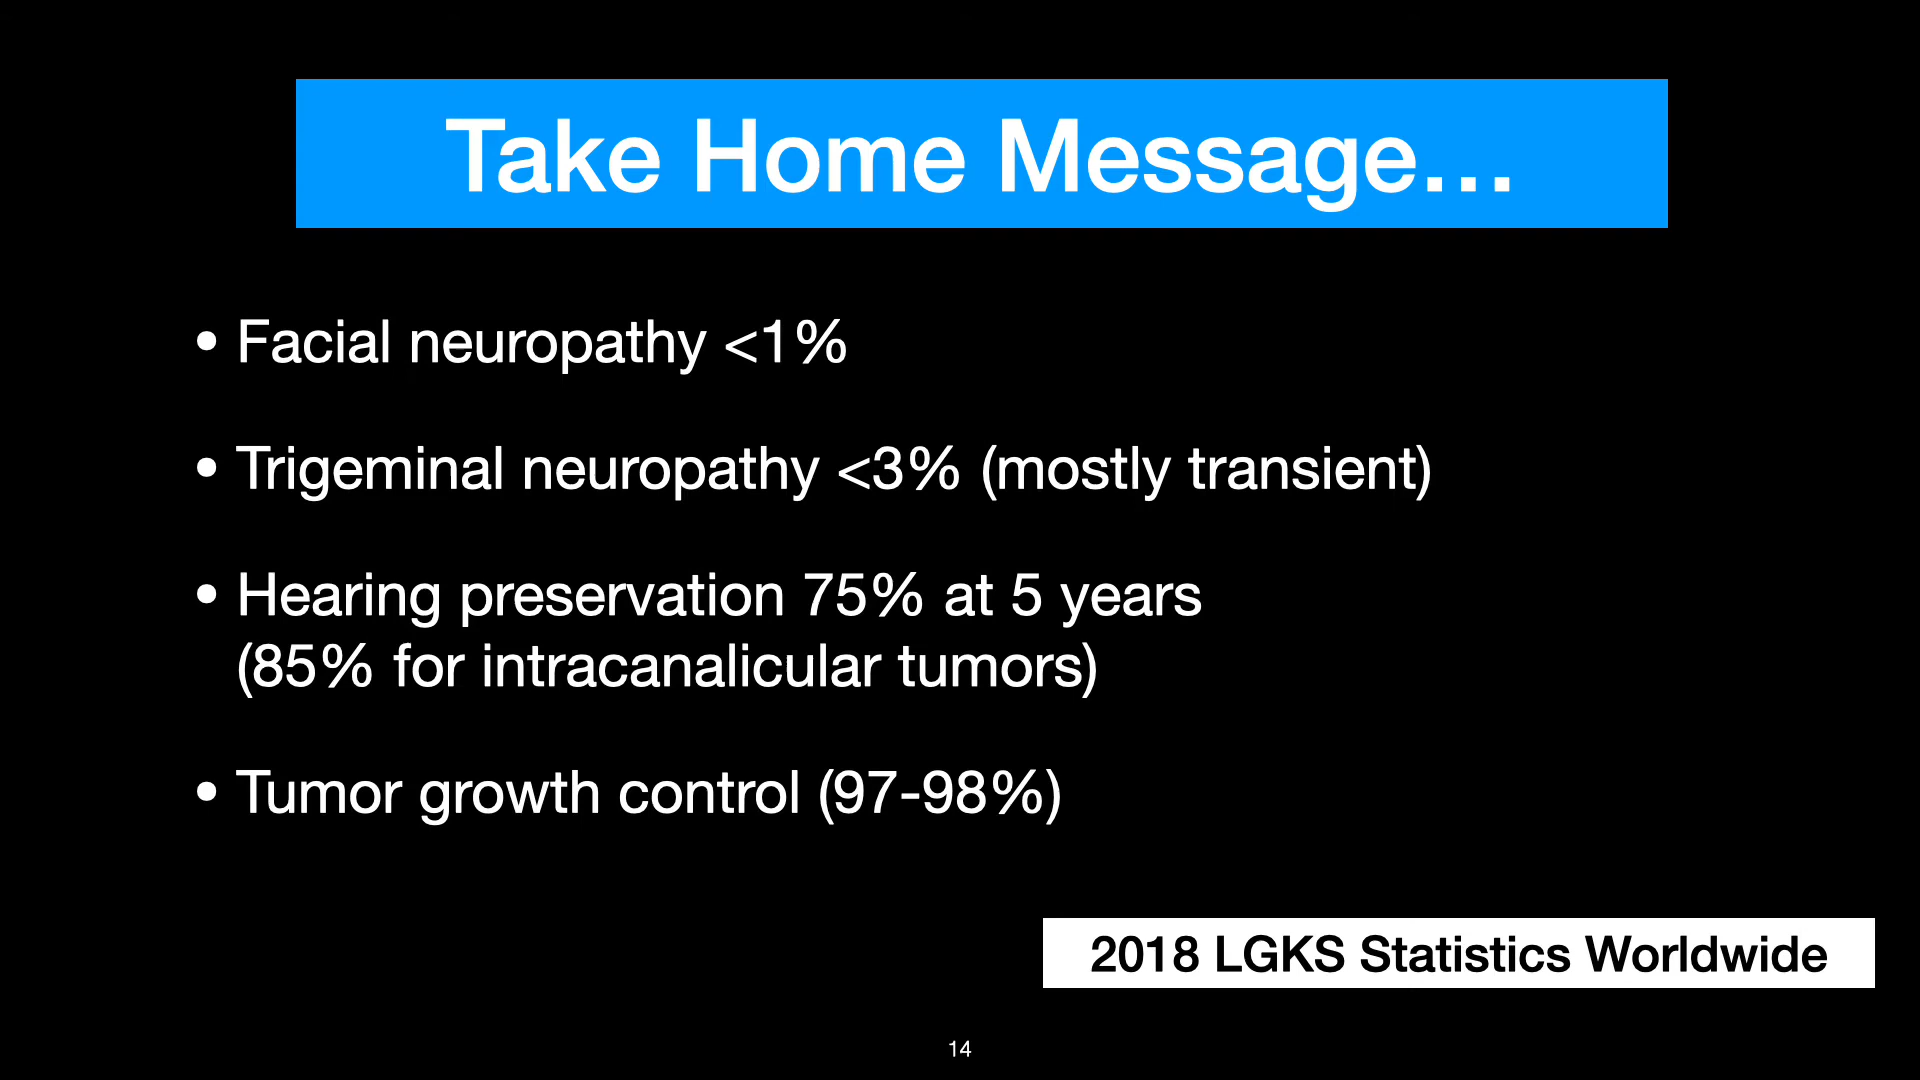 Take Home Message…
• Facial neuropathy <1%
• Trigeminal neuropathy <3% (mostly transient)
• Hearing preservation 75% at 5 years
(85% for intracanalicular tumors)
• Tumor growth control (97-98%)
2018 LGKS Statistics Worldwide
14